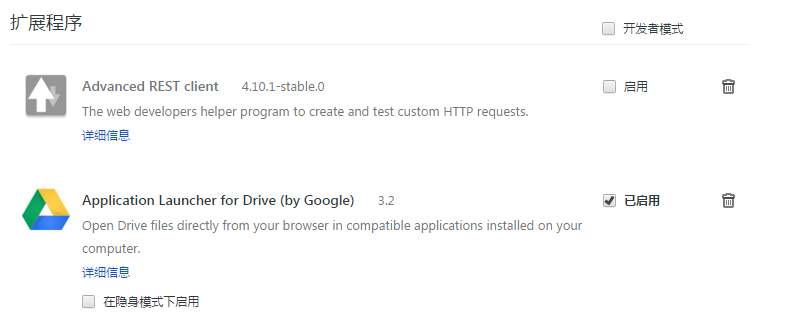 扩展程序
开发者模式
Advanced REST client 4.10.1-stable.0
启用
The web developers helper program to create and test custom HTTP requests.
详细信息
Application Launcher for Drive (by Google) 3.2
已启用
Open Drive files directly from your browser in compatible applications installed on your
computer.
详细信息
在隐身模式下启用